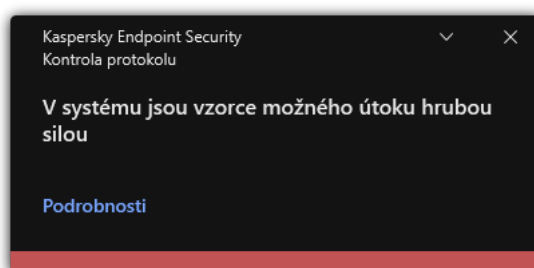 Kaspersky Endpoint Security
Kontrola protokolu
V systému jsou vzorce možného útoku hrubou
silou
Podrobnosti